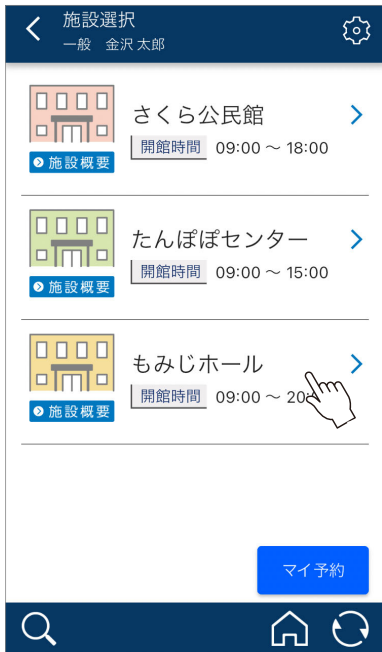 施設選択
一般 金沢 太郎
さくら公民館
開館時間 09:00 ～ 18:00
施設概要
たんぽぽセンター
開館時間 09:00 ～ 15:00
施設概要
もみじホール
開館時間 09:00 ～ 20:
施設概要
マイ予約